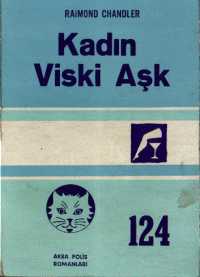 RAiMOND CHANDLER
Kadın
Viski Aşk
124
AKBA POLİS
ROMANLARI